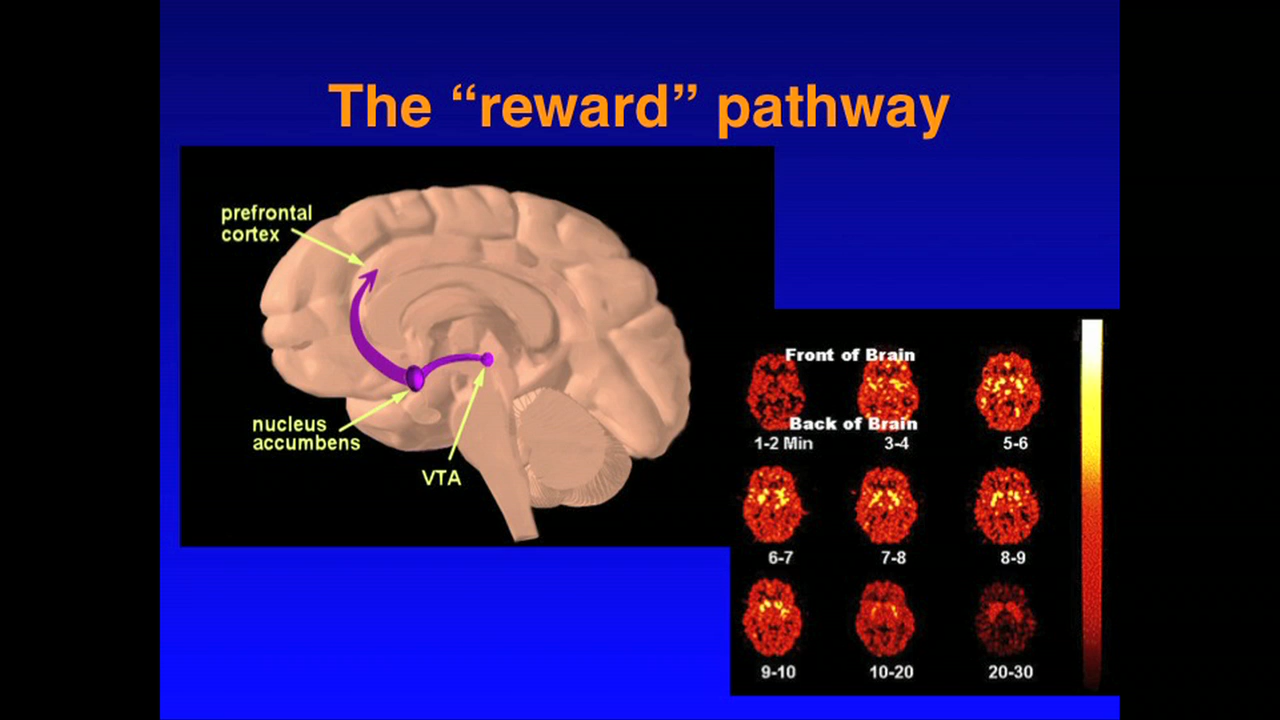 The “reward” pathway
prefrontal
cortex
nucleus
accumbens
VTA
Front of Brain
Back of Brain
1-2 Min
3-4
5-6
6-7
7-8
8-9
9-10
10-20
20-30